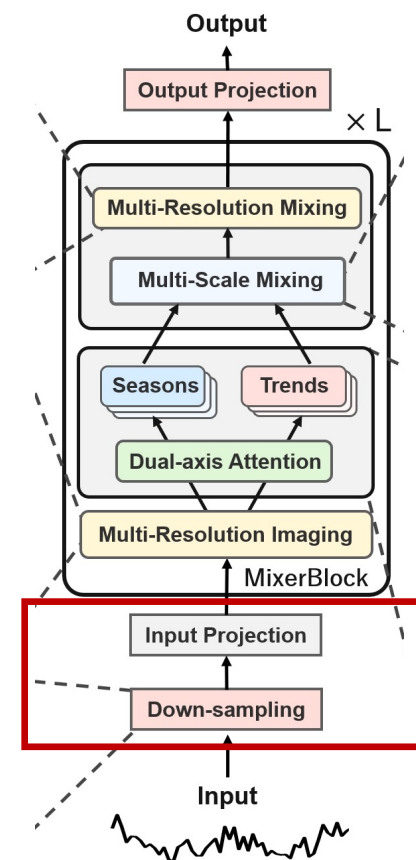 Output
Output Projection
× L
Multi-Resolution Mixing
Multi-Scale Mixing
Seasons
Trends
Dual-axis Attention
Multi-Resolution Imaging
MixerBlock
Input Projection
Down-sampling
Input